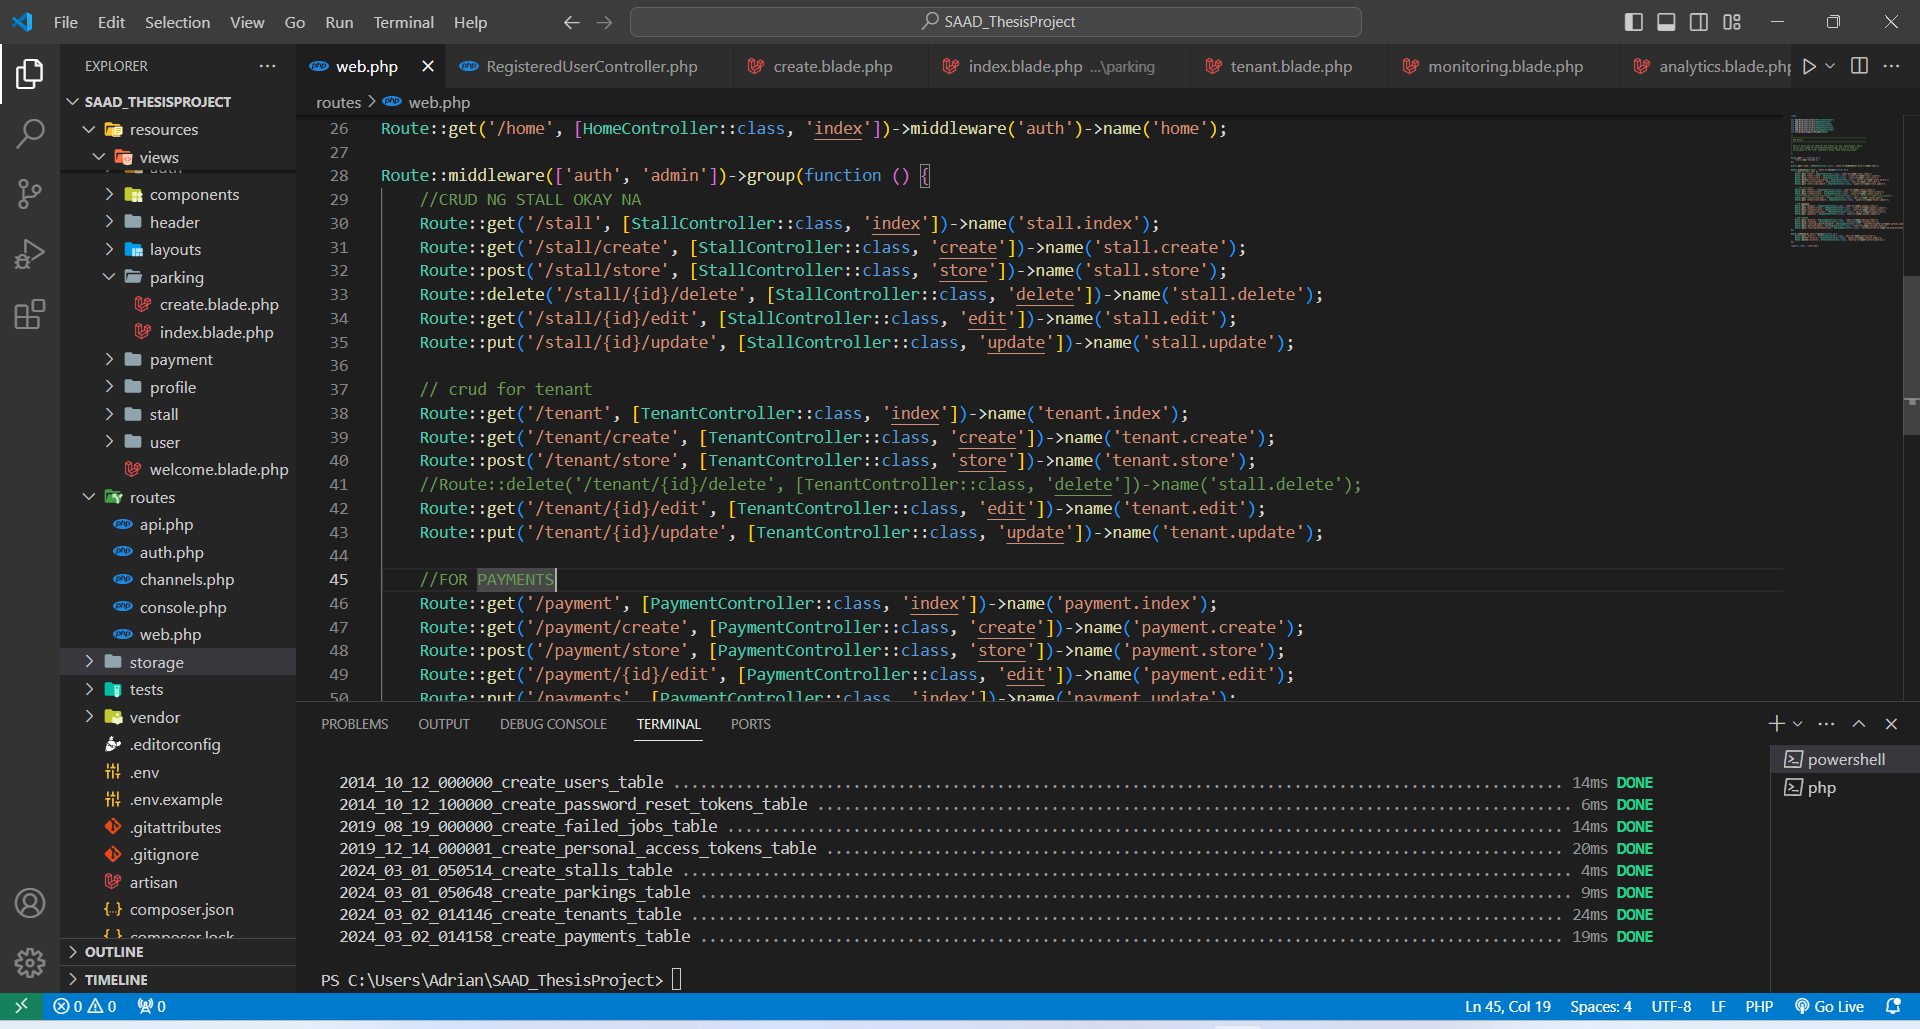 File Edit Selection View Go Run Terminal Help
SAAD_ThesisProject
EXPLORER
SAAD_THESISPROJECT
resources
views
components
header
layouts
parking
create.blade.php
index.blade.php
payment
profile
stall
user
welcome.blade.php
routes
api.php
auth.php
channels.php
console.php
web.php
storage
tests
vendor
.editorconfig
.env
.env.example
.gitattributes
.gitignore
artisan
composer.json
composer.lock
OUTLINE
TIMELINE
web.php RegisteredUserController.php create.blade.php index.blade.php ...\parking tenant.blade.php monitoring.blade.php analytics.blade.php
routes > web.php
26 Route::get('/home', [HomeController::class, 'index'])->middleware('auth')->name('home');
27
28 Route::middleware(['auth', 'admin'])->group(function () {
29 //CRUD NG STALL OKAY NA
30 Route::get('/stall', [StallController::class, 'index'])->name('stall.index');
31 Route::get('/stall/create', [StallController::class, 'create'])->name('stall.create');
32 Route::post('/stall/store', [StallController::class, 'store'])->name('stall.store');
33 Route::delete('/stall/{id}/delete', [StallController::class, 'delete'])->name('stall.delete');
34 Route::get('/stall/{id}/edit', [StallController::class, 'edit'])->name('stall.edit');
35 Route::put('/stall/{id}/update', [StallController::class, 'update'])->name('stall.update');
36
37 // crud for tenant
38 Route::get('/tenant', [TenantController::class, 'index'])->name('tenant.index');
39 Route::get('/tenant/create', [TenantController::class, 'create'])->name('tenant.create');
40 Route::post('/tenant/store', [TenantController::class, 'store'])->name('tenant.store');
41 //Route::delete('/tenant/{id}/delete', [TenantController::class, 'delete'])->name('stall.delete');
42 Route::get('/tenant/{id}/edit', [TenantController::class, 'edit'])->name('tenant.edit');
43 Route::put('/tenant/{id}/update', [TenantController::class, 'update'])->name('tenant.update');
44
45 //FOR PAYMENTS
46 Route::get('/payment', [PaymentController::class, 'index'])->name('payment.index');
47 Route::get('/payment/create', [PaymentController::class, 'create'])->name('payment.create');
48 Route::post('/payment/store', [PaymentController::class, 'store'])->name('payment.store');
49 Route::get('/payment/{id}/edit', [PaymentController::class, 'edit'])->name('payment.edit');
50 Route::put('/payments', [PaymentController::class, 'index'])->name('payment.update');
PROBLEMS OUTPUT DEBUG CONSOLE TERMINAL PORTS
2014_10_12_000000_create_users_table ........ 14ms DONE
2014_10_12_100000_create_password_reset_tokens_table ........ 6ms DONE
2019_08_19_000000_create_failed_jobs_table ........ 14ms DONE
2019_12_14_000001_create_personal_access_tokens_table ........ 20ms DONE
2024_03_01_050514_create_stalls_table ........ 4ms DONE
2024_03_01_050648_create_parkings_table ........ 9ms DONE
2024_03_02_014146_create_tenants_table ........ 24ms DONE
2024_03_02_014158_create_payments_table ........ 19ms DONE
PS C:\Users\Adrian\SAAD_ThesisProject>
powershell
php
0 0 0 Ln 45, Col 19 Spaces: 4 UTF-8 LF PHP Go Live